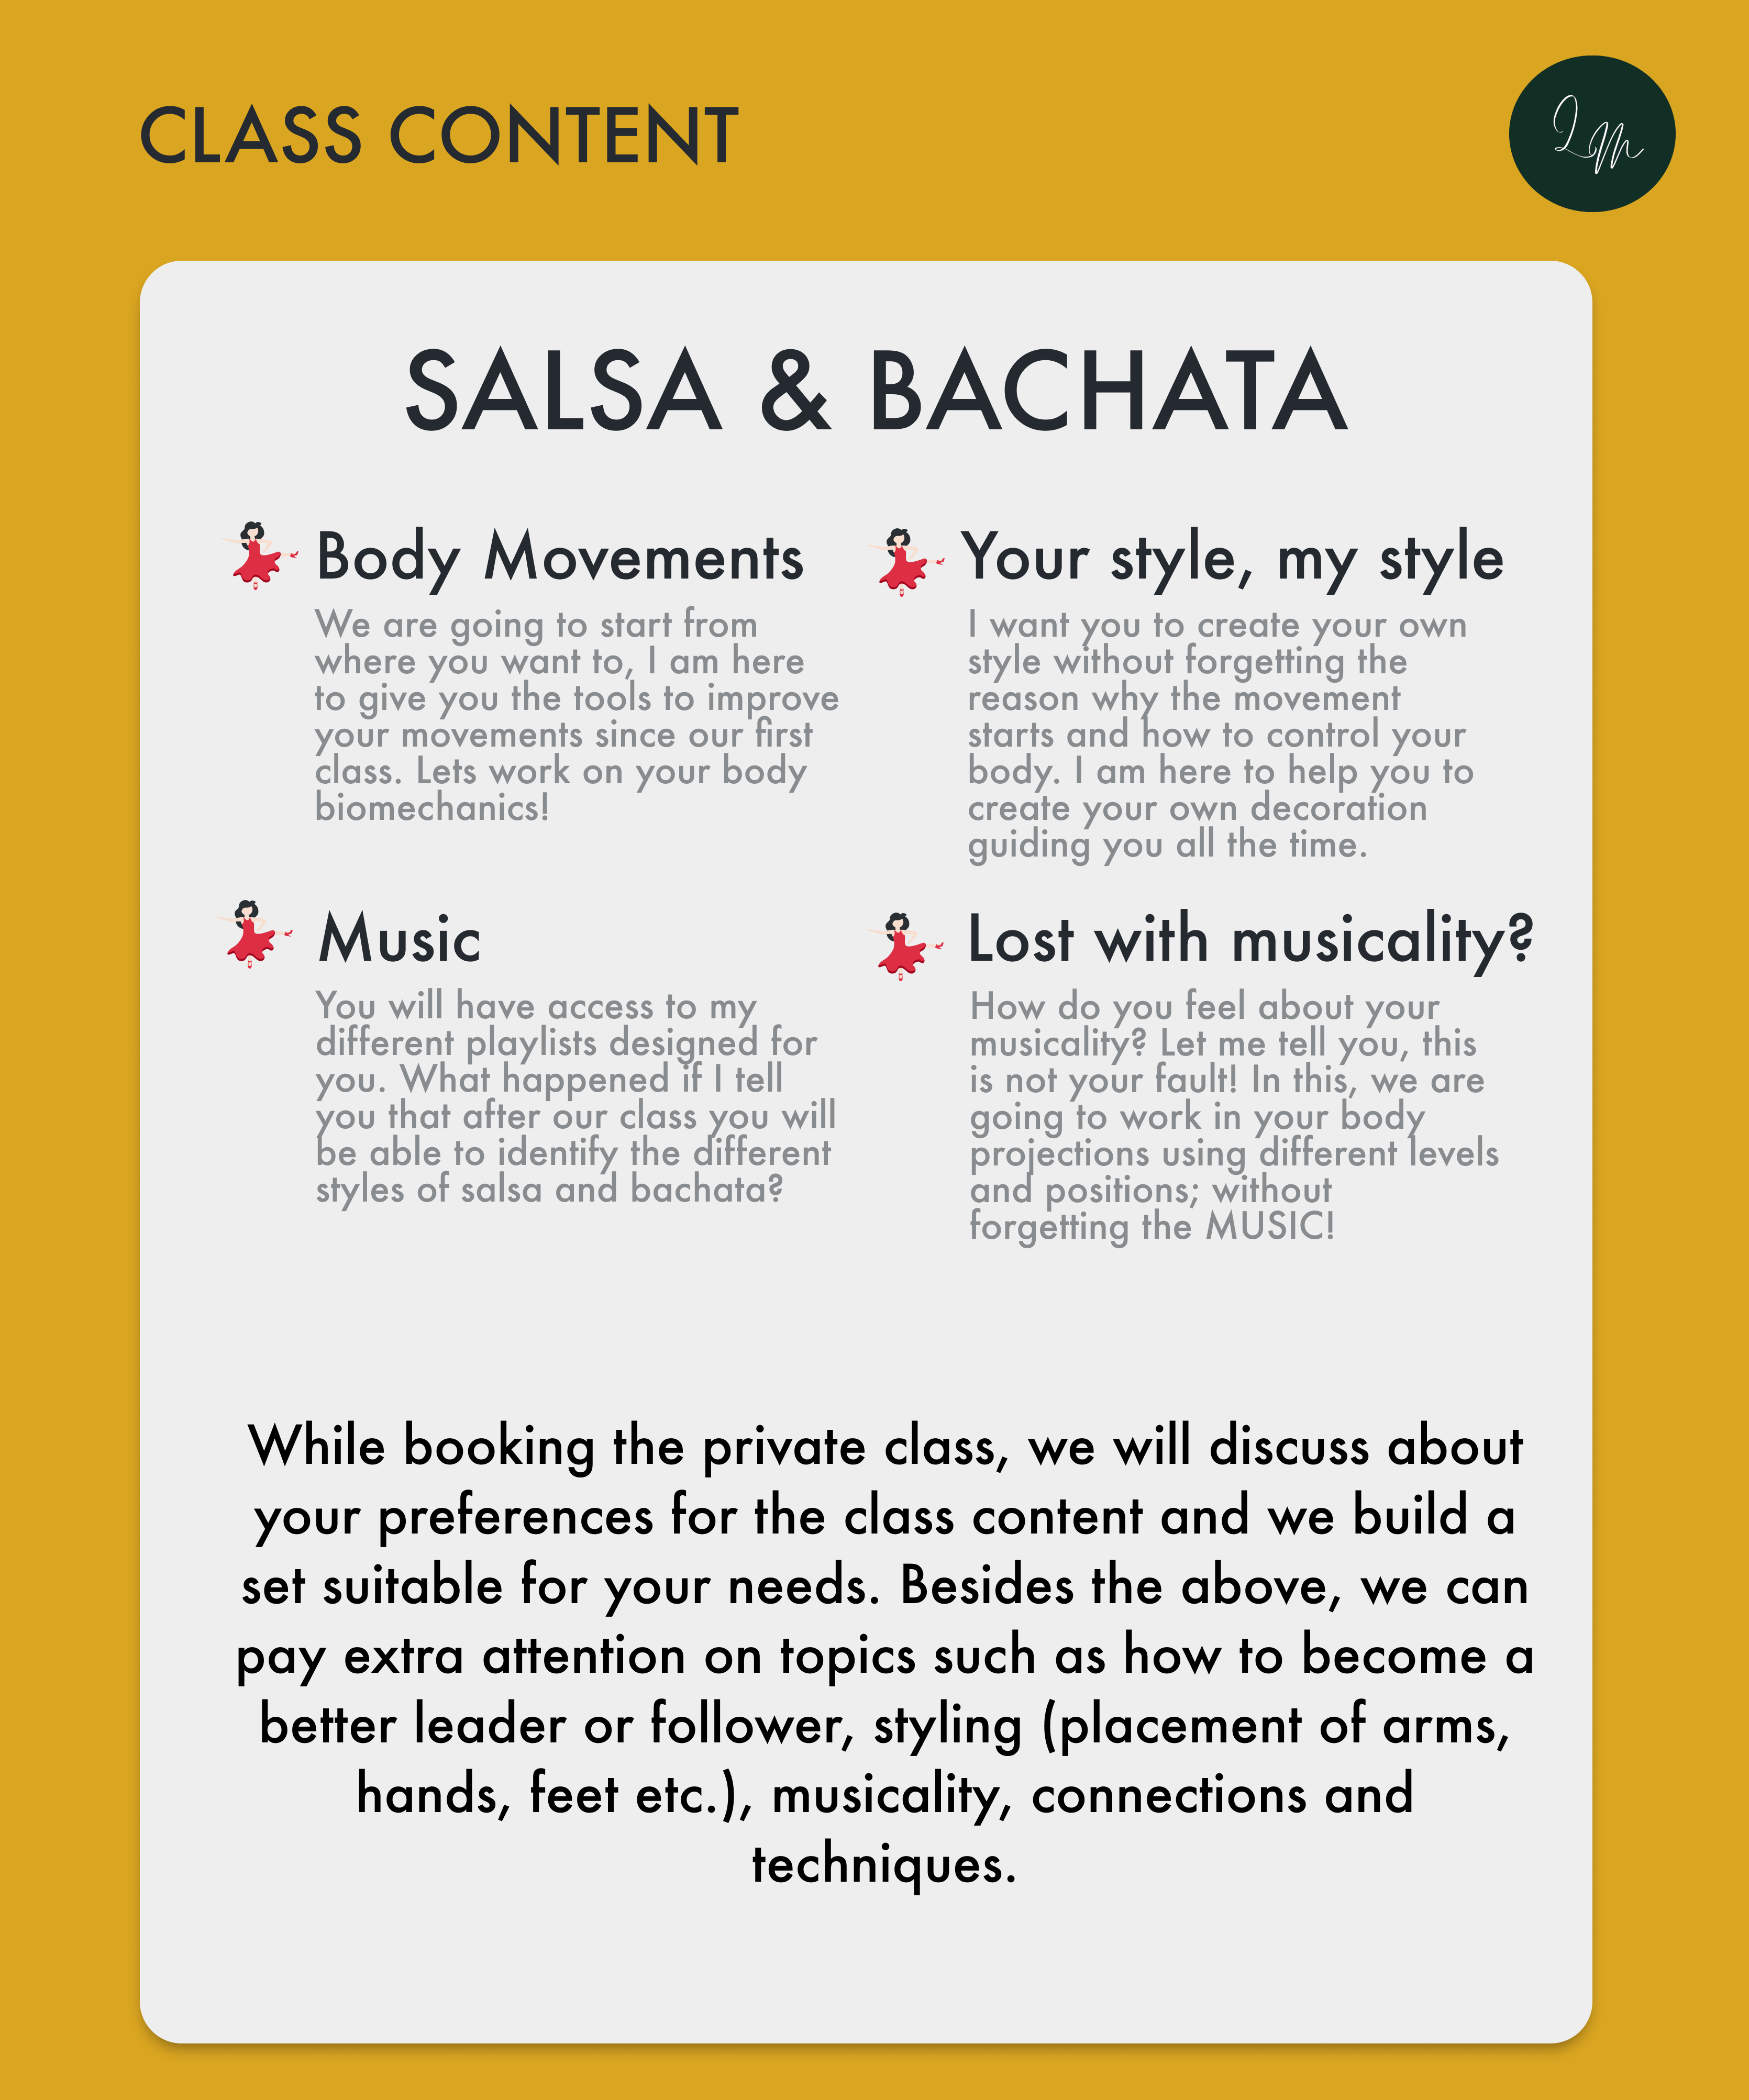 CLASS CONTENT
LM
SALSA & BACHATA
Body Movements
We are going to start from
where you want to, I am here
to give you the tools to improve
your movements since our first
class. Lets work on your body
biomechanics!
Your style, my style
I want you to create your own
style without forgetting the
reason why the movement
starts and how to control your
body. I am here to help you to
create your own decoration
guiding you all the time.
Music
You will have access to my
different playlists designed for
you. What happened if I tell
you that after our class you will
be able to identify the different
styles of salsa and bachata?
Lost with musicality?
How do you feel about your
musicality? Let me tell you, this
is not your fault! In this, we are
going to work in your body
projections using different levels
and positions; without
forgetting the MUSIC!
While booking the private class, we will discuss about
your preferences for the class content and we build a
set suitable for your needs. Besides the above, we can
pay extra attention on topics such as how to become a
better leader or follower, styling (placement of arms,
hands, feet etc.), musicality, connections and
techniques.